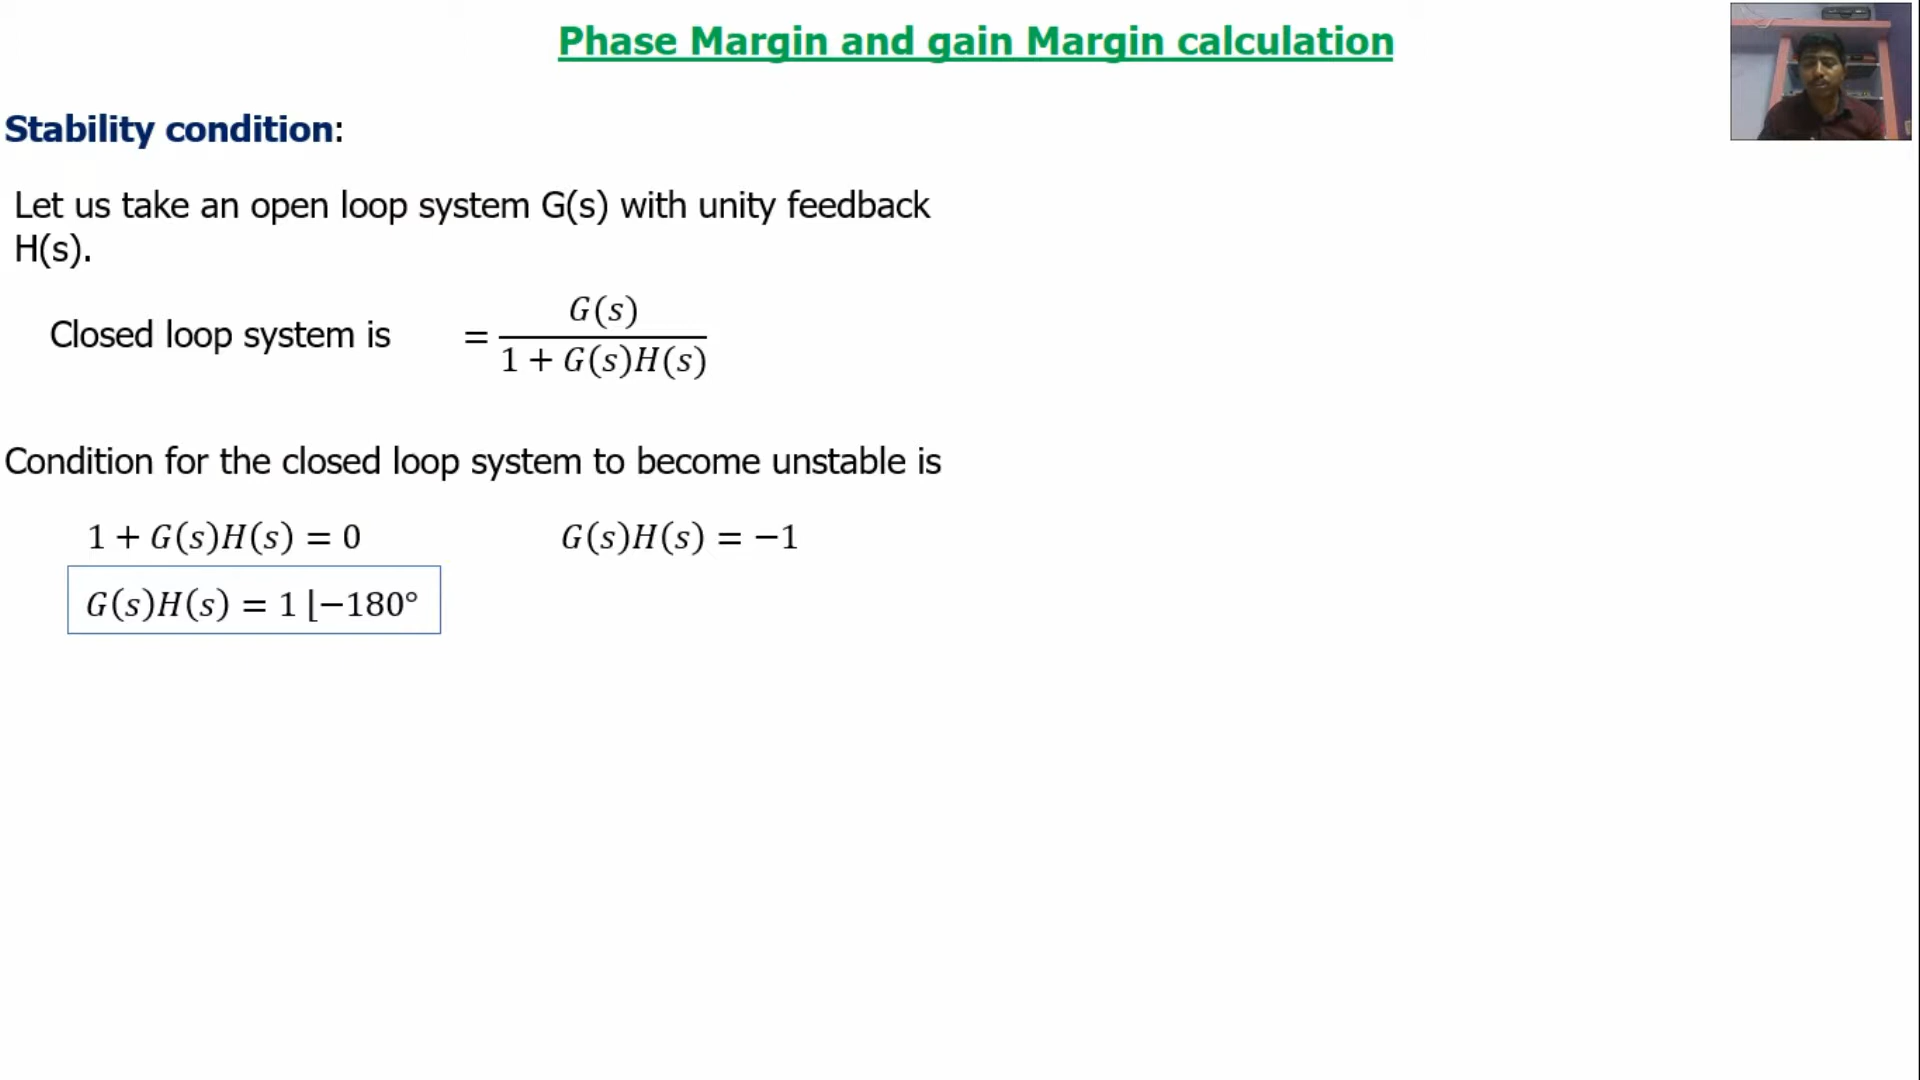 Phase Margin and gain Margin calculation
Stability condition:
Let us take an open loop system G(s) with unity feedback
H(s).
Closed loop system is = G(s) / 1 + G(s)H(s)
Condition for the closed loop system to become unstable is
1 + G(s)H(s) = 0 G(s)H(s) = −1
G(s)H(s) = 1 ⌊−180°